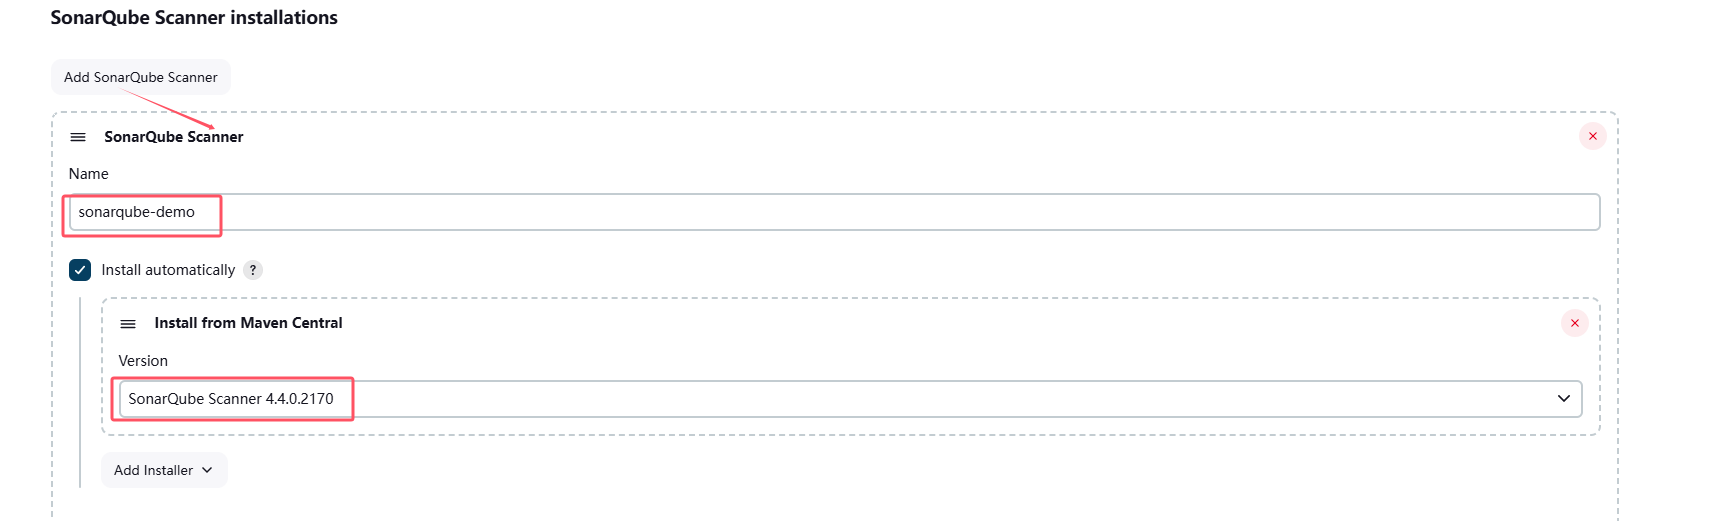 SonarQube Scanner installations
Add SonarQube Scanner
SonarQube Scanner
Name
sonarqube-demo
Install automatically ?
Install from Maven Central
Version
SonarQube Scanner 4.4.0.2170
Add Installer